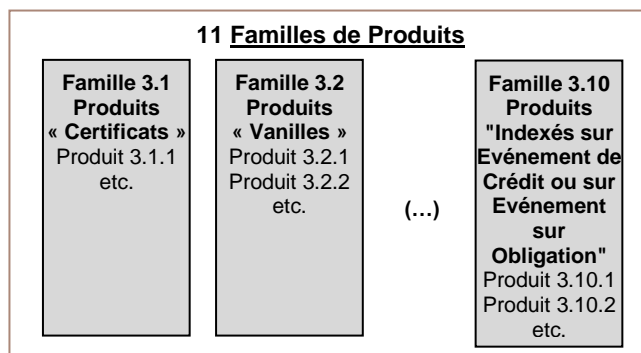 11 Familles de Produits
Famille 3.1
Produits
« Certificats »
Produit 3.1.1
etc.
Famille 3.2
Produits
« Vanilles »
Produit 3.2.1
Produit 3.2.2
etc.
(...)
Famille 3.10
Produits
"Indexés sur
Evénement de
Crédit ou sur
Evénement
sur
Obligation"
Produit 3.10.1
Produit 3.10.2
etc.